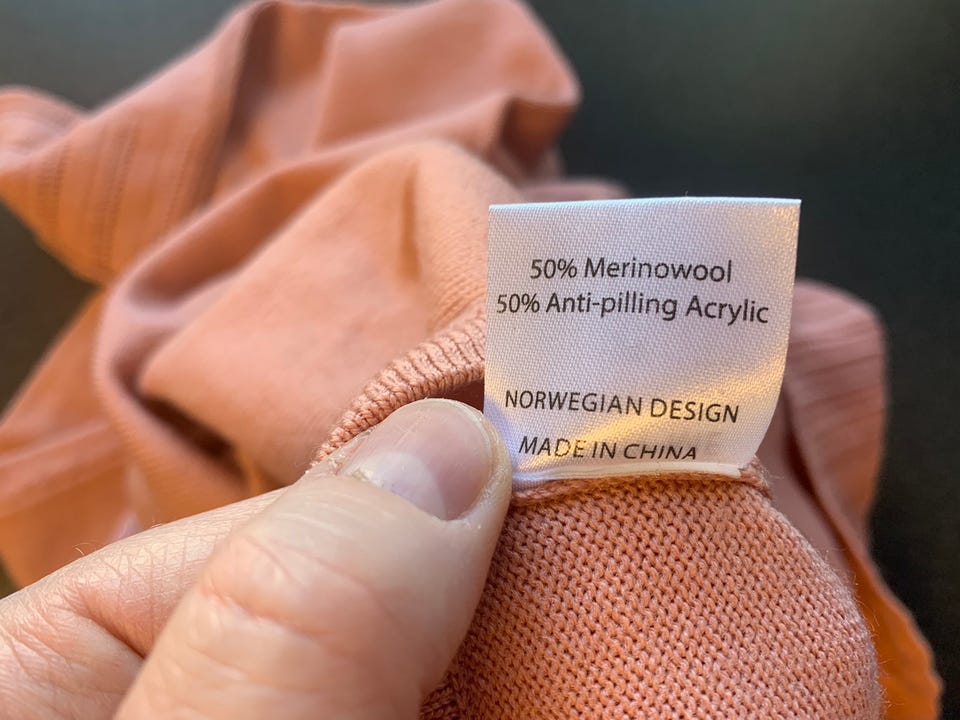 50% Merinowool
50% Anti-pilling Acrylic
NORWEGIAN DESIGN
MADE IN CHINA